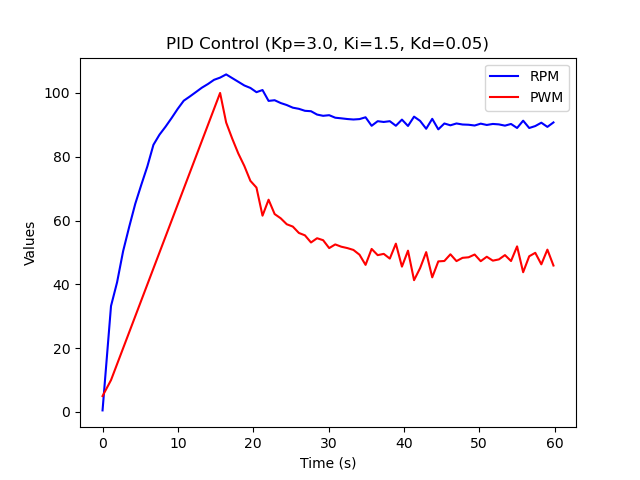 PID Control (Kp=3.0, Ki=1.5, Kd=0.05)
RPM
PWM
100
80
60
40
20
0
Values
0 10 20 30 40 50 60
Time (s)